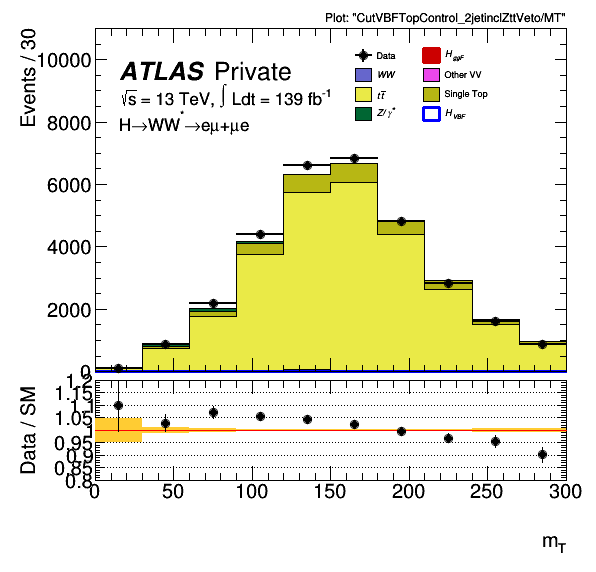 Plot: "CutVBFTopControl_2jetinclZttVeto/MT"
Events / 30
10000
8000
6000
4000
2000
0
ATLAS Private
√s = 13 TeV, ∫ Ldt = 139 fb⁻¹
H→WW*→eμ+μe
Data
WW
tt̅
Z/γ*
H_ggF
Other VV
Single Top
H_VBF
Data / SM
1.2
1.15
1.1
1.05
1
0.95
0.9
0.85
0.8
0
50
100
150
200
250
300
m_T